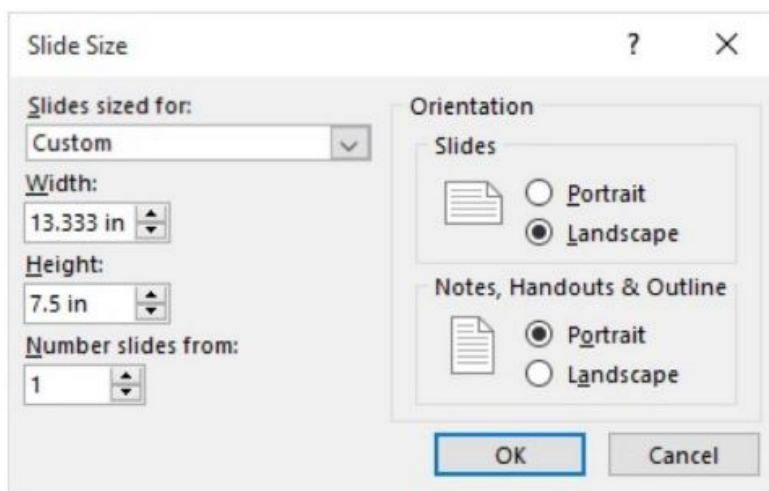 Slide Size
?
Slides sized for:
Custom
Width:
13.333 in
Height:
7.5 in
Number slides from:
1
Orientation
Slides
Portrait
Landscape
Notes, Handouts & Outline
Portrait
Landscape
OK
Cancel